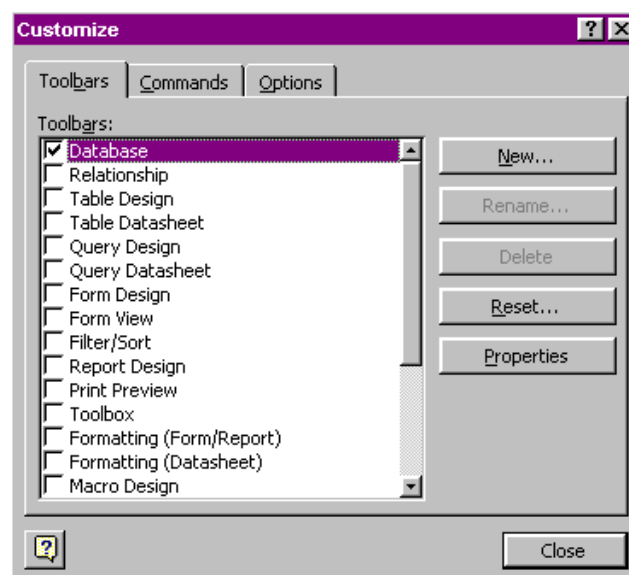 Customize
Toolbars Commands Options
Toolbars:
Database
Relationship
Table Design
Table Datasheet
Query Design
Query Datasheet
Form Design
Form View
Filter/Sort
Report Design
Print Preview
Toolbox
Formatting (Form/Report)
Formatting (Datasheet)
Macro Design
New...
Rename...
Delete
Reset...
Properties
Close